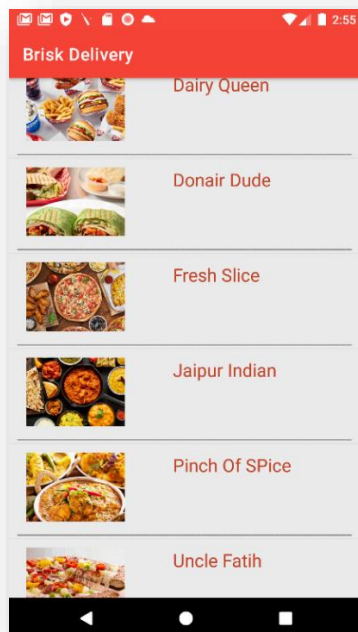 2:55
Brisk Delivery
Dairy Queen
Donair Dude
Fresh Slice
Jaipur Indian
Pinch Of SPice
Uncle Fatih